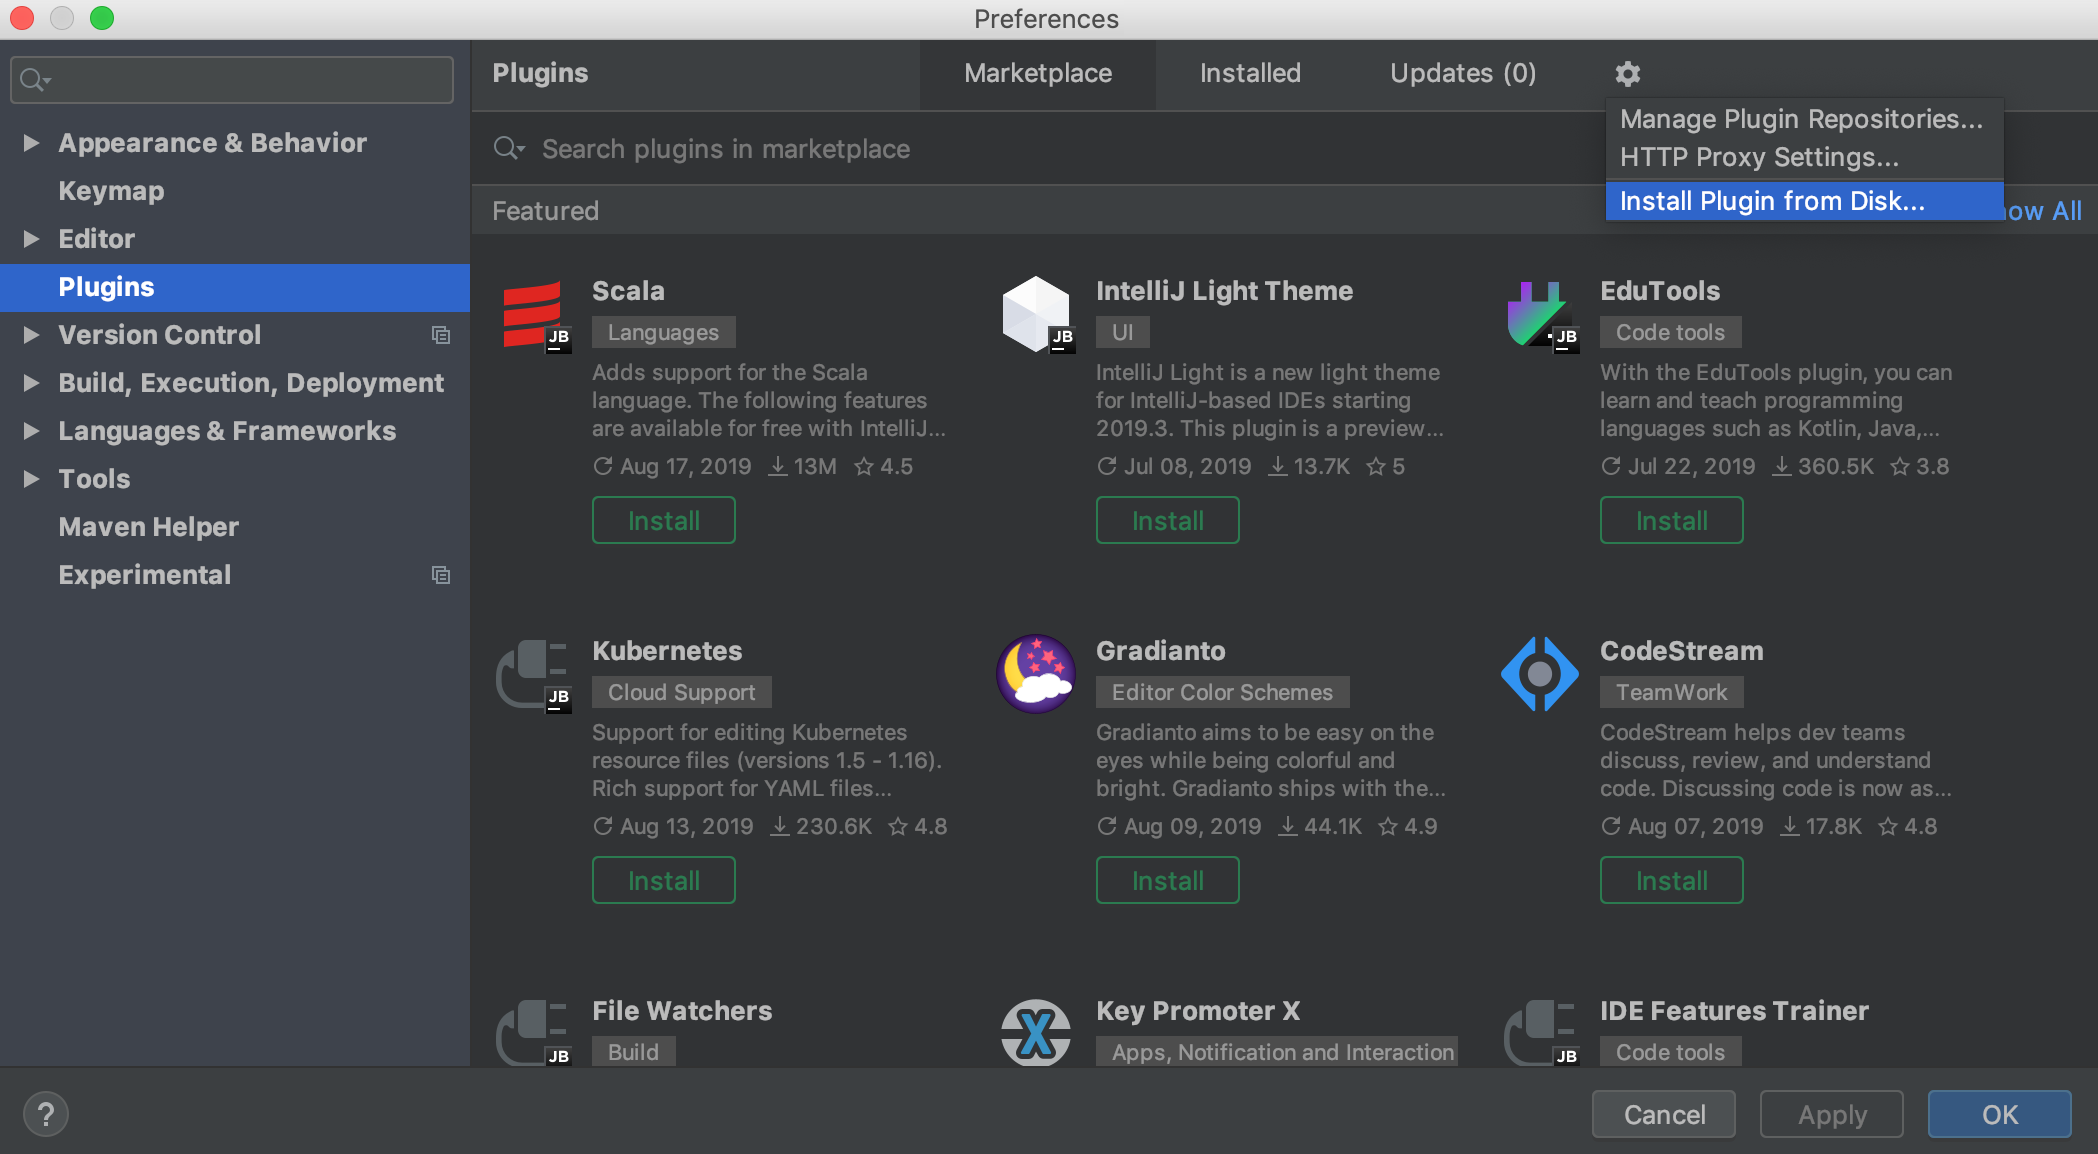 Preferences
Plugins
Marketplace
Installed
Updates (0)
Manage Plugin Repositories...
HTTP Proxy Settings...
Install Plugin from Disk...
Appearance & Behavior
Keymap
Editor
Plugins
Version Control
Build, Execution, Deployment
Languages & Frameworks
Tools
Maven Helper
Experimental
Search plugins in marketplace
Featured
ow All
Scala
JB
Languages
Adds support for the Scala
language. The following features
are available for free with IntelliJ...
Aug 17, 2019 13M 4.5
Install
IntelliJ Light Theme
JB
UI
IntelliJ Light is a new light theme
for IntelliJ-based IDEs starting
2019.3. This plugin is a preview...
Jul 08, 2019 13.7K 5
Install
EduTools
JB
Code tools
With the EduTools plugin, you can
learn and teach programming
languages such as Kotlin, Java,...
Jul 22, 2019 360.5K 3.8
Install
Kubernetes
JB
Cloud Support
Support for editing Kubernetes
resource files (versions 1.5 - 1.16).
Rich support for YAML files...
Aug 13, 2019 230.6K 4.8
Install
Gradianto
Editor Color Schemes
Gradianto aims to be easy on the
eyes while being colorful and
bright. Gradianto ships with the...
Aug 09, 2019 44.1K 4.9
Install
CodeStream
TeamWork
CodeStream helps dev teams
discuss, review, and understand
code. Discussing code is now as...
Aug 07, 2019 17.8K 4.8
Install
File Watchers
JB
Build
Key Promoter X
X
Apps, Notification and Interaction
IDE Features Trainer
JB
Code tools
?
Cancel
Apply
OK